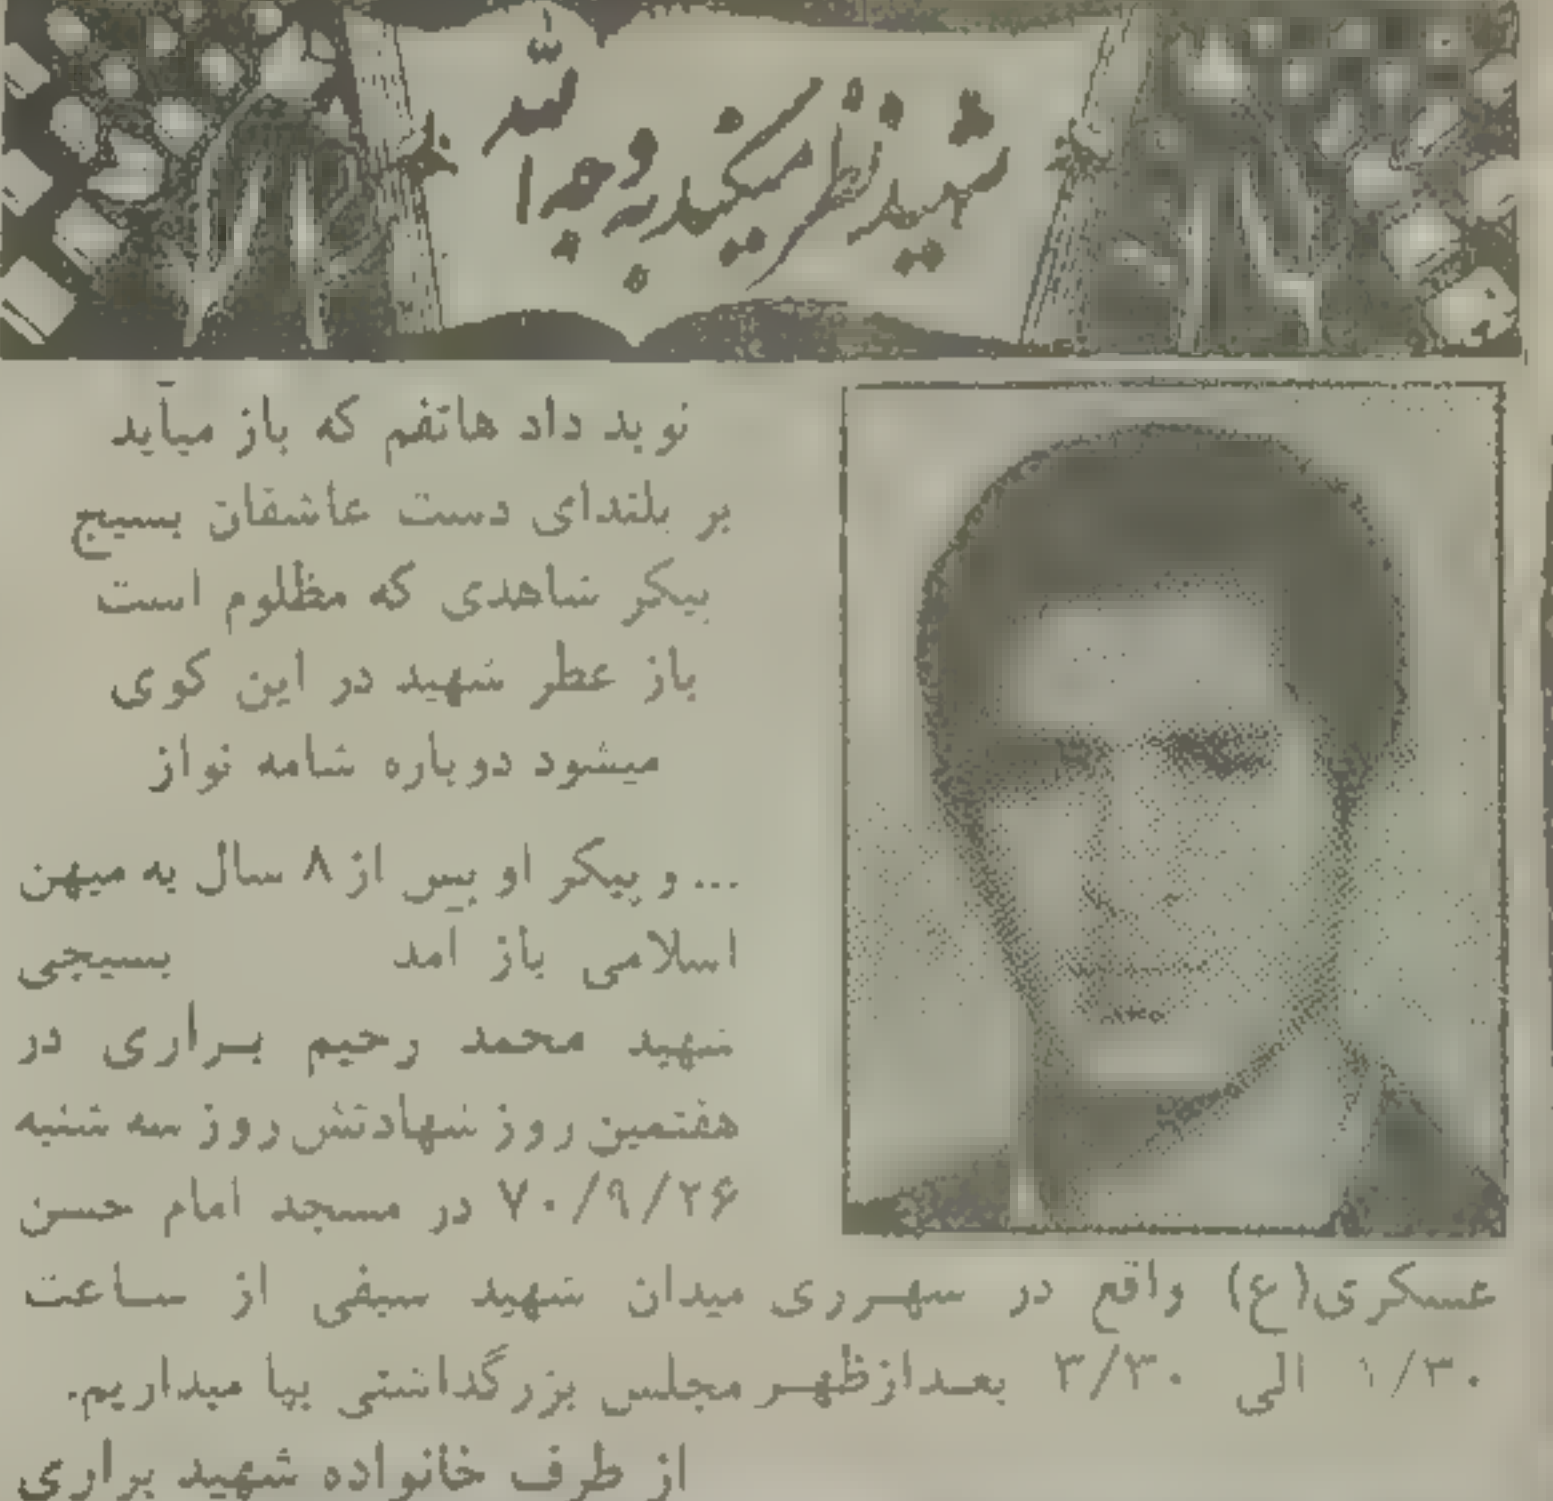 شهید نظر میکند به وجه الله
نوید داد هاتفم که باز میآید
بر بلندای دست عاشقان بسیج
پیکر شاهدی که مظلوم است
باز عطر شهید در این کوی
میشود دوباره شامه نواز
... و پیکر او پس از ۸ سال به میهن
اسلامی باز آمد بسیجی
شهید محمد رحیم براری در
هفتمین روز شهادتش روز سه شنبه
۷۰/۹/۲۶ در مسجد امام حسن
عسکری(ع) واقع در شهرری میدان شهید سیفی از ساعت
۱/۳۰ الی ۳/۳۰ بعدازظهر مجلس بزرگداشتی بپا میداریم.
از طرف خانواده شهید براری